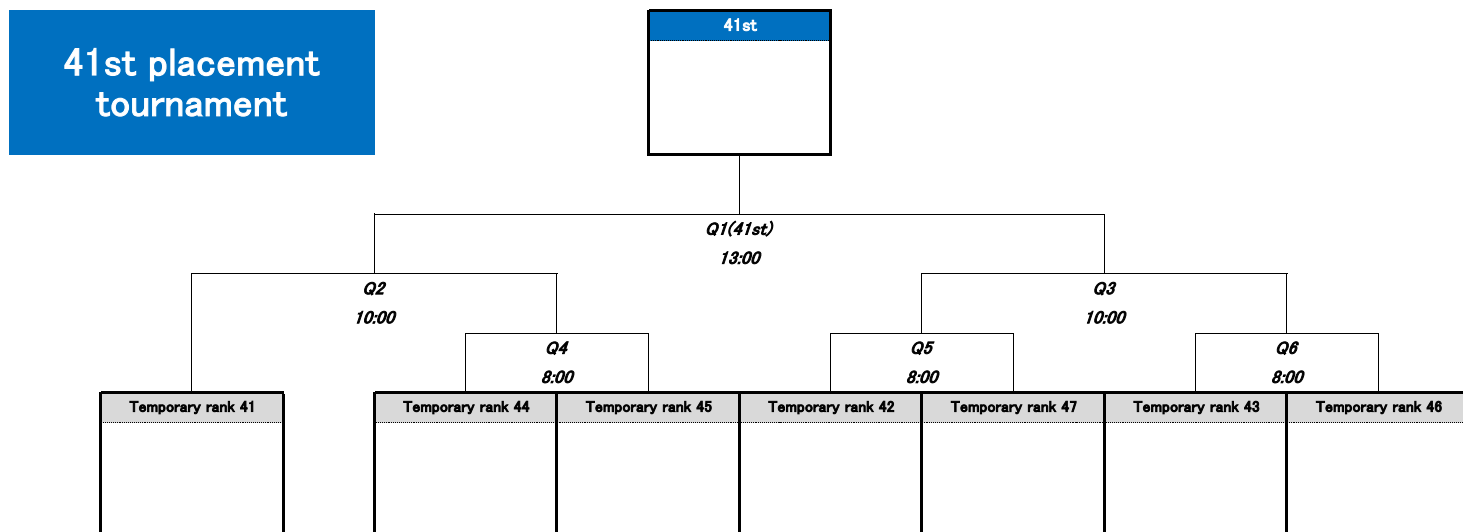 41st placement
tournament
41st
Q1(41st)
13:00
Q2
Q3
10:00
10:00
Q4
Q5
Q6
8:00
8:00
8:00
Temporary rank 41
Temporary rank 44
Temporary rank 45
Temporary rank 42
Temporary rank 47
Temporary rank 43
Temporary rank 46